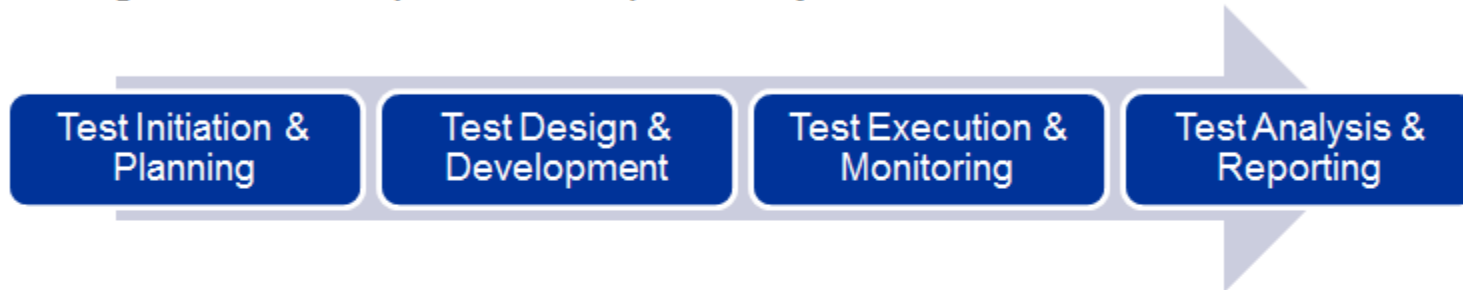 Test Initiation &
Planning
Test Design &
Development
Test Execution &
Monitoring
Test Analysis &
Reporting